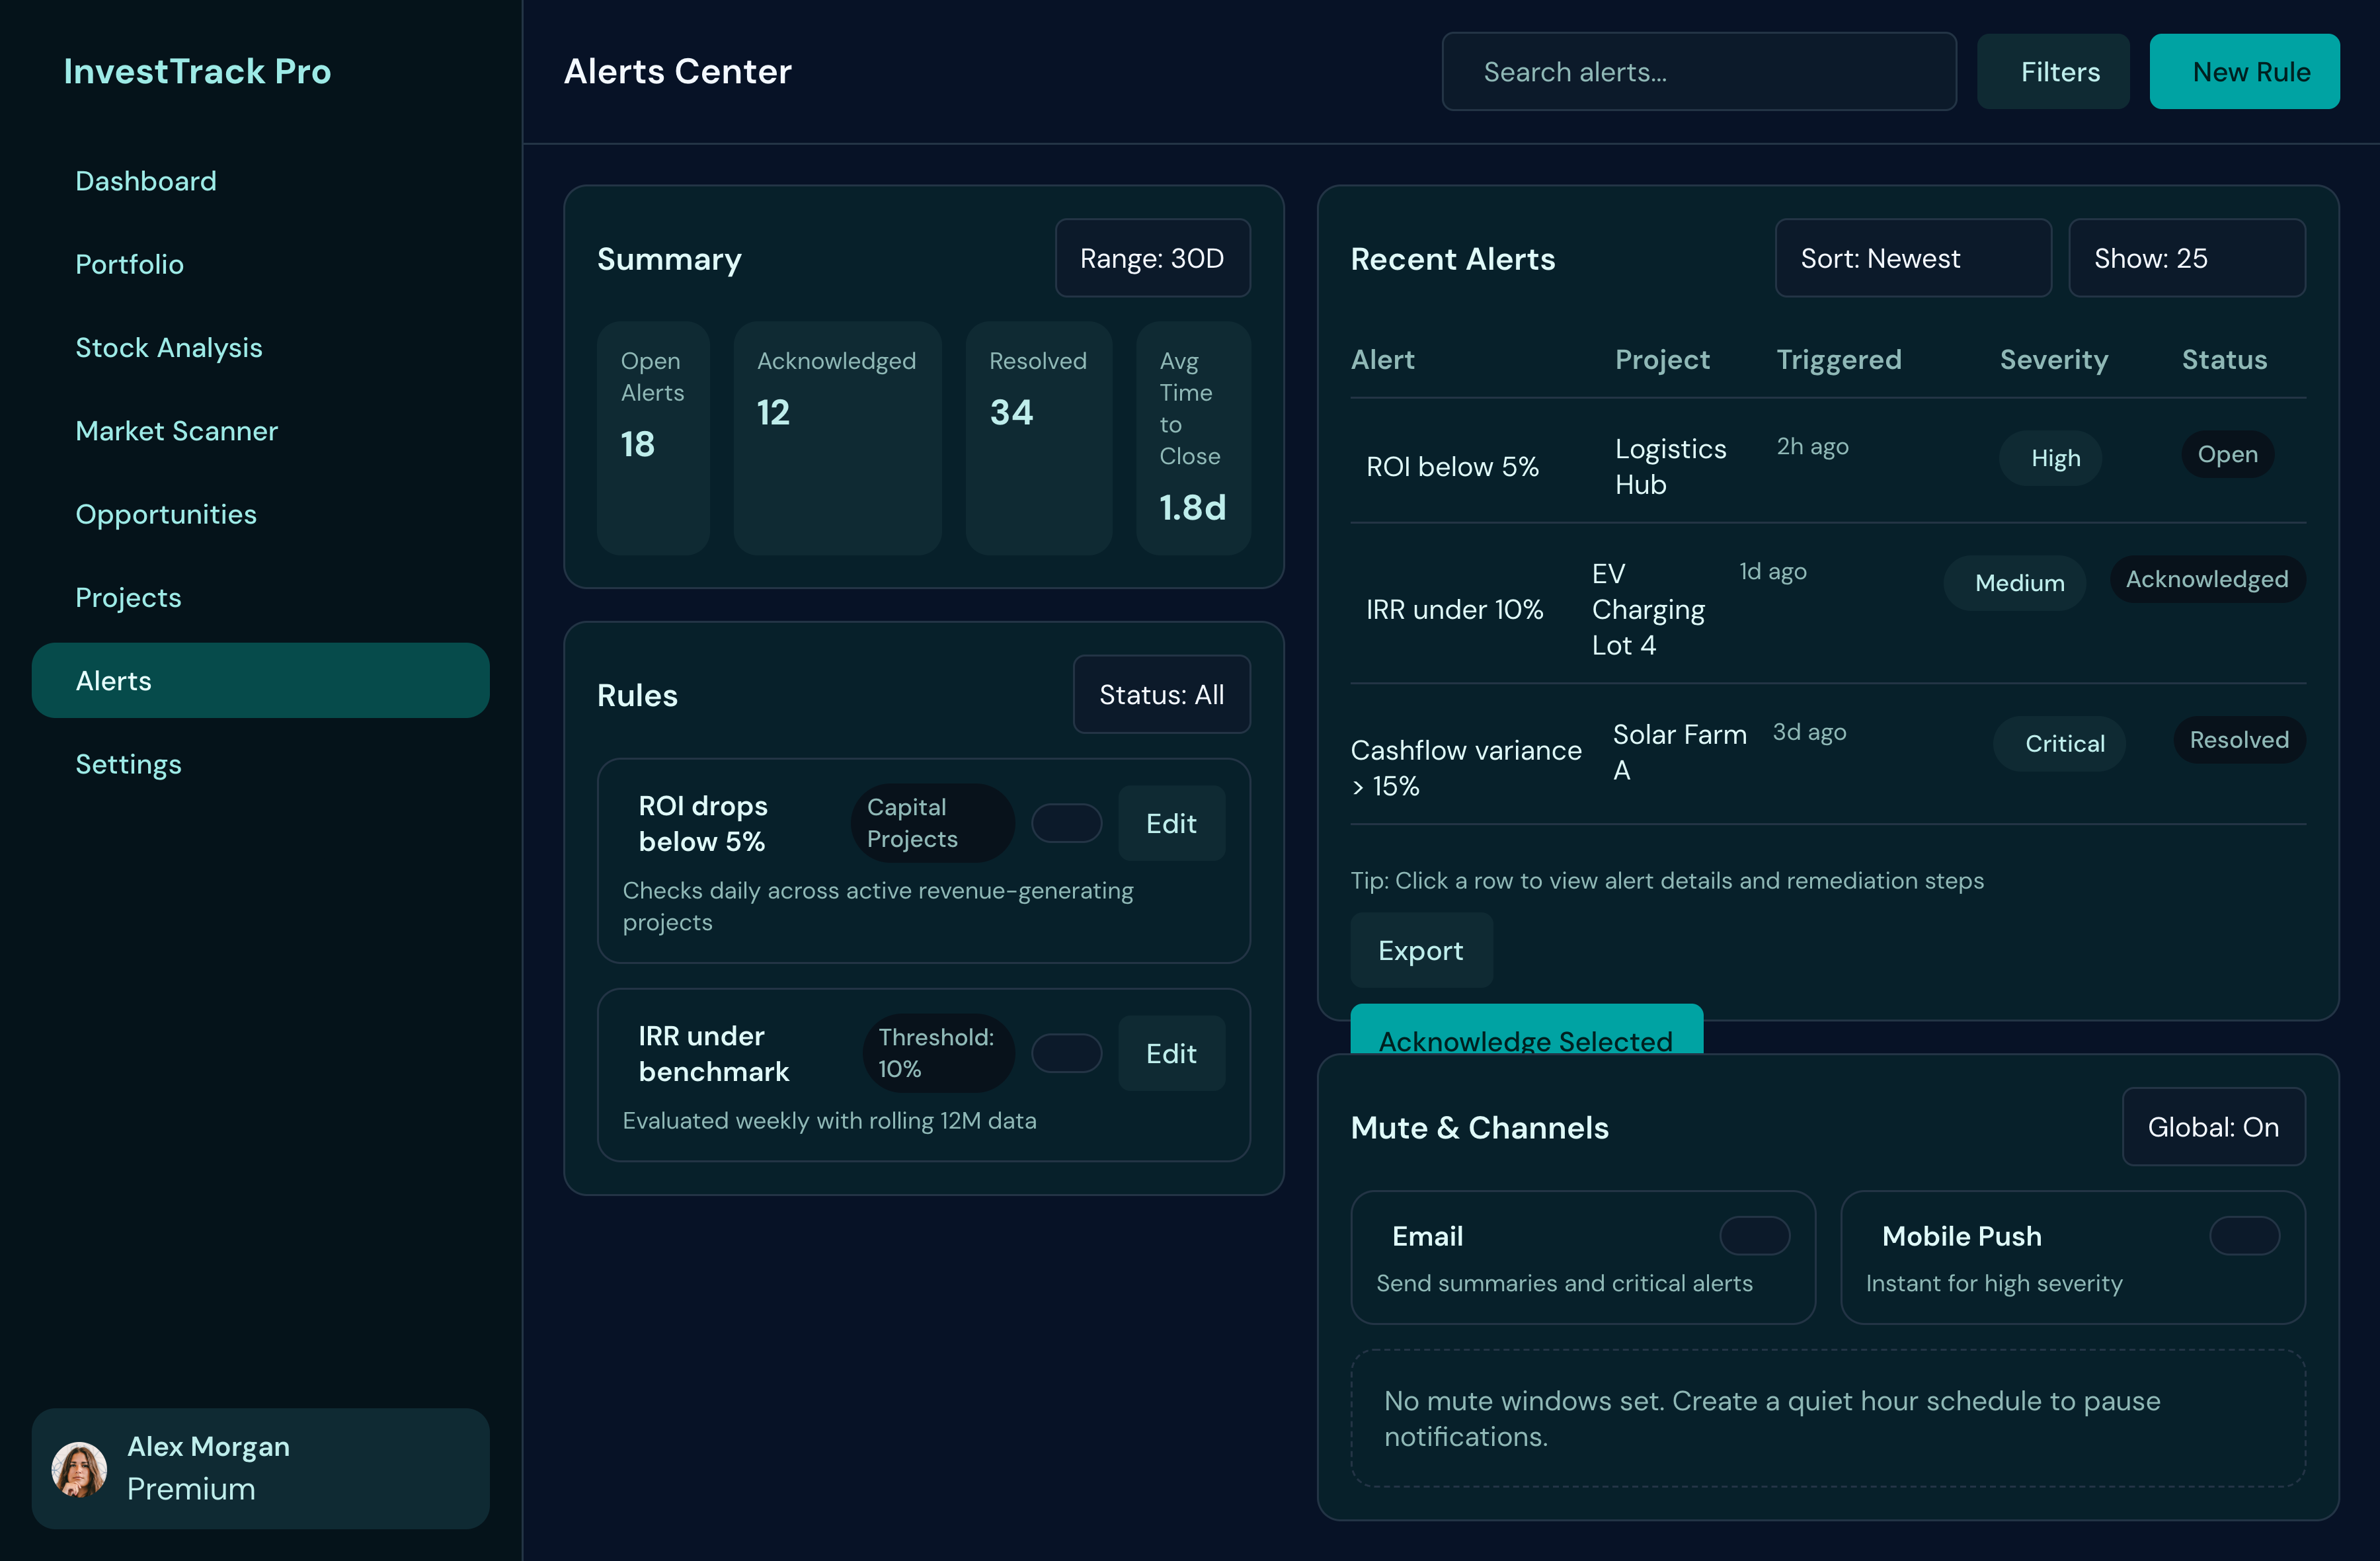 InvestTrack Pro
Dashboard
Portfolio
Stock Analysis
Market Scanner
Opportunities
Projects
Alerts
Settings
Alex Morgan
Premium
Alerts Center
Search alerts...
Filters
New Rule
Summary
Range: 30D
Open
Alerts
18
Acknowledged
12
Resolved
34
Avg
Time
to
Close
1.8d
Rules
Status: All
ROI drops
below 5%
Capital
Projects
Edit
Checks daily across active revenue-generating
projects
IRR under
benchmark
Threshold:
10%
Edit
Evaluated weekly with rolling 12M data
Recent Alerts
Sort: Newest
Show: 25
Alert Project Triggered Severity Status
ROI below 5%
Logistics
Hub
2h ago
High
Open
IRR under 10%
EV
Charging
Lot 4
1d ago
Medium
Acknowledged
Cashflow variance
> 15%
Solar Farm
A
3d ago
Critical
Resolved
Tip: Click a row to view alert details and remediation steps
Export
Acknowledge Selected
Mute & Channels
Global: On
Email
Send summaries and critical alerts
Mobile Push
Instant for high severity
No mute windows set. Create a quiet hour schedule to pause
notifications.